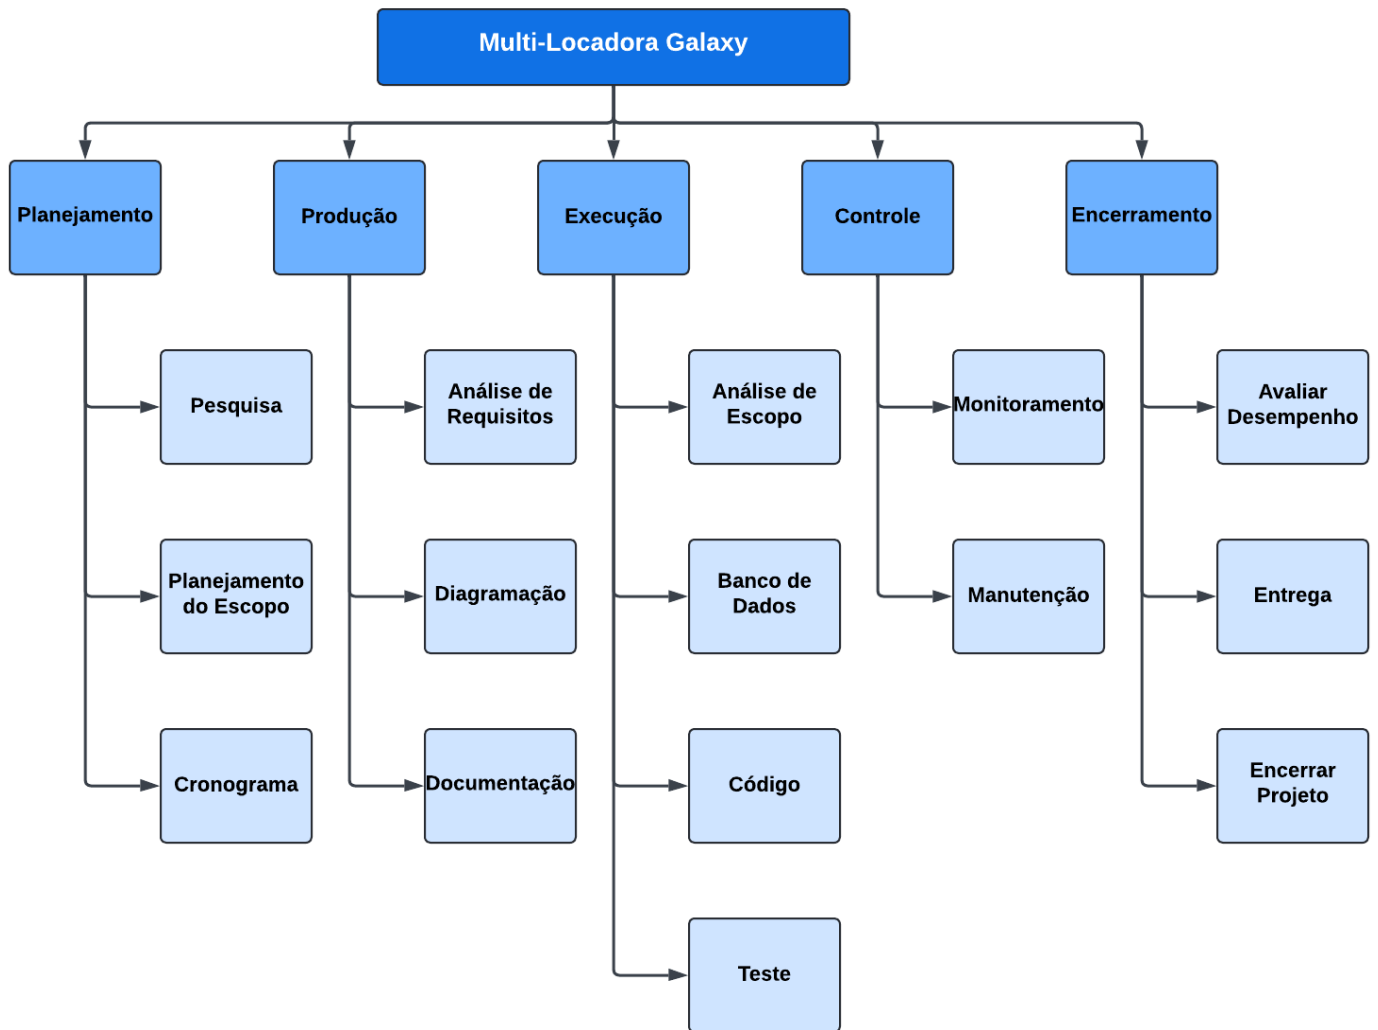 Multi-Locadora Galaxy
Planejamento
Produção
Execução
Controle
Encerramento
Pesquisa
Análise de
Requisitos
Análise de
Escopo
Monitoramento
Avaliar
Desempenho
Planejamento
do Escopo
Diagramação
Banco de
Dados
Manutenção
Entrega
Cronograma
Documentação
Código
Encerrar
Projeto
Teste